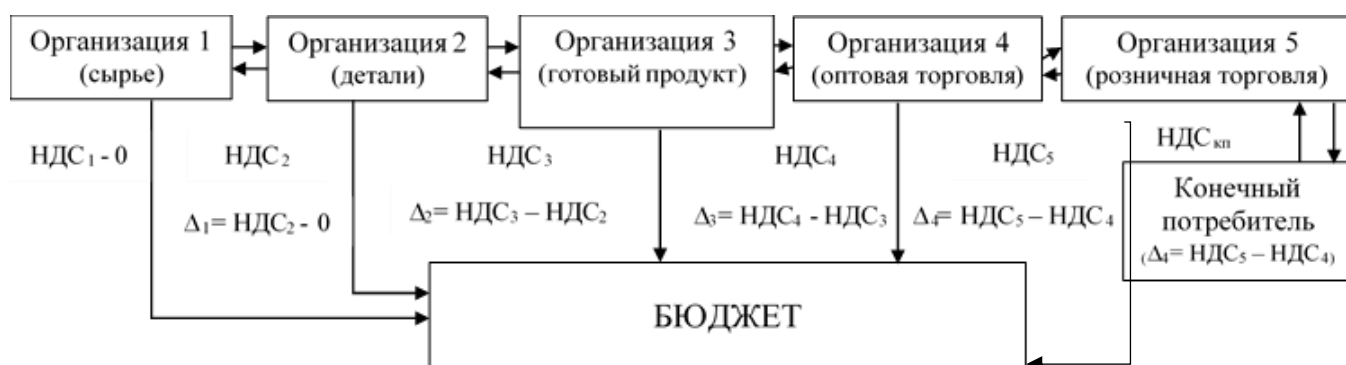 Организация 1
(сырье)
Организация 2
(детали)
Организация 3
(готовый продукт)
Организация 4
(оптовая торговля)
Организация 5
(розничная торговля)
НДС₁ - 0
НДС₂
НДС₃
НДС₄
НДС₅
НДСкп
Δ₁= НДС₂ - 0
Δ₂= НДС₃ – НДС₂
Δ₃= НДС₄ - НДС₃
Δ₄= НДС₅ – НДС₄
Конечный
потребитель
(Δ₄= НДС₅ – НДС₄)
БЮДЖЕТ